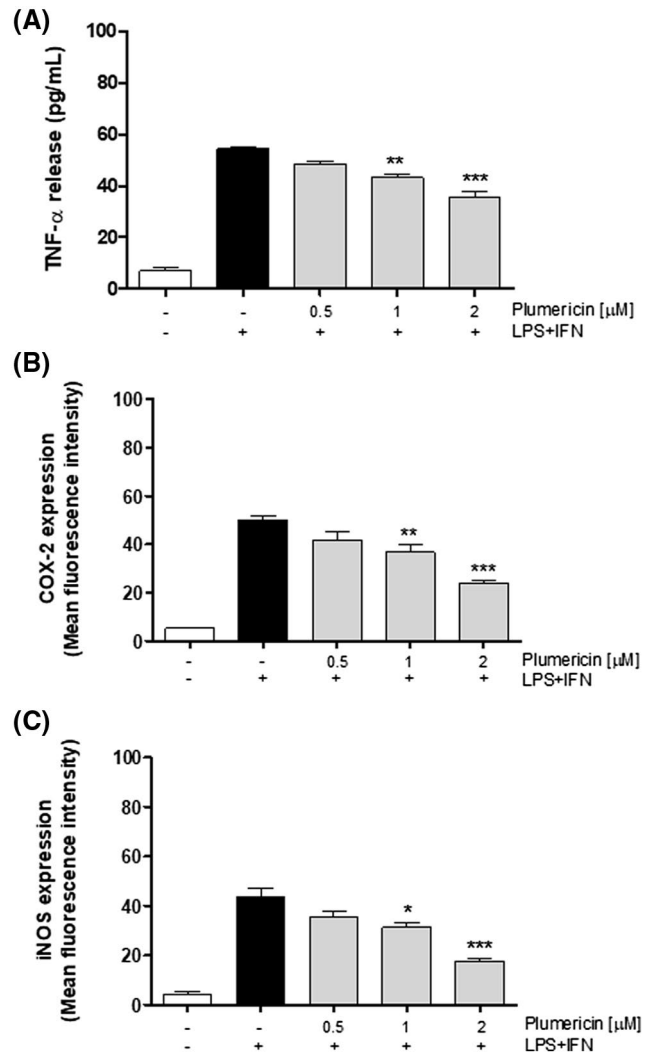 (A)
TNF-α release (pg/mL)
100
80
60
40
20
0
**
***
- - 0.5 1 2 Plumericin [μM]
- + + + + LPS+IFN
(B)
COX-2 expression
(Mean fluorescence intensity)
100
80
60
40
20
0
**
***
- - 0.5 1 2 Plumericin [μM]
- + + + + LPS+IFN
(C)
iNOS expression
(Mean fluorescence intensity)
100
80
60
40
20
0
*
***
- - 0.5 1 2 Plumericin [μM]
- + + + + LPS+IFN